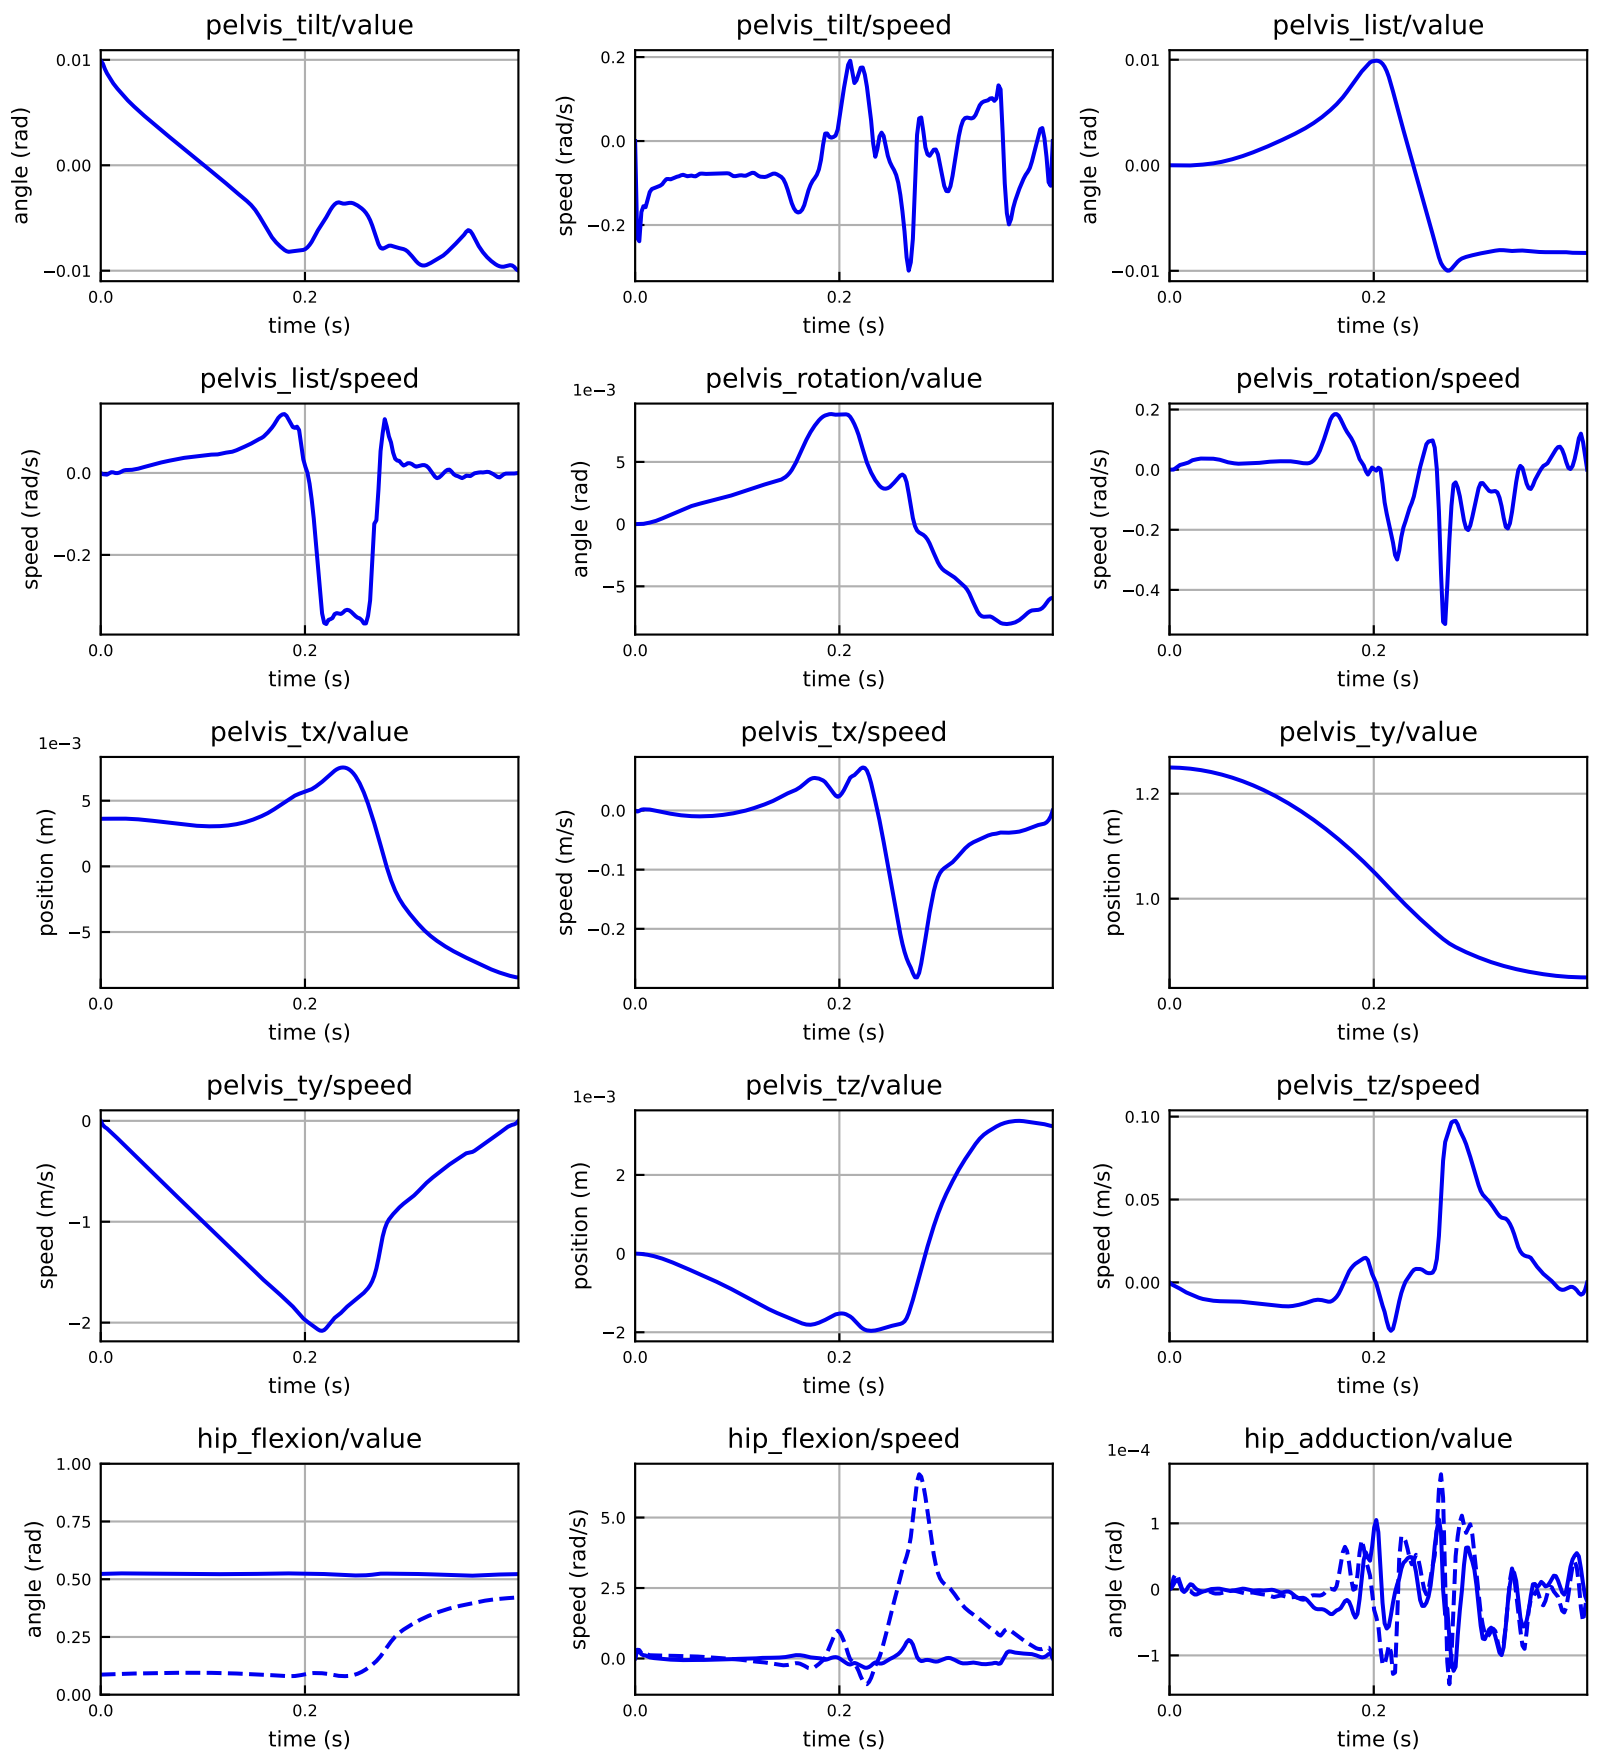 pelvis_tilt/value
angle (rad)
0.01
0.00
−0.01
0.0
0.2
time (s)
pelvis_tilt/speed
speed (rad/s)
0.2
0.0
−0.2
0.0
0.2
time (s)
pelvis_list/value
angle (rad)
0.01
0.00
−0.01
0.0
0.2
time (s)
pelvis_list/speed
speed (rad/s)
0.0
−0.2
0.0
0.2
time (s)
pelvis_rotation/value
1e−3
angle (rad)
5
0
−5
0.0
0.2
time (s)
pelvis_rotation/speed
speed (rad/s)
0.2
0.0
−0.2
−0.4
0.0
0.2
time (s)
pelvis_tx/value
1e−3
position (m)
5
0
−5
0.0
0.2
time (s)
pelvis_tx/speed
speed (m/s)
0.0
−0.1
−0.2
0.0
0.2
time (s)
pelvis_ty/value
position (m)
1.2
1.0
0.0
0.2
time (s)
pelvis_ty/speed
speed (m/s)
0
−1
−2
0.0
0.2
time (s)
pelvis_tz/value
1e−3
position (m)
2
0
−2
0.0
0.2
time (s)
pelvis_tz/speed
speed (m/s)
0.10
0.05
0.00
0.0
0.2
time (s)
hip_flexion/value
angle (rad)
1.00
0.75
0.50
0.25
0.00
0.0
0.2
time (s)
hip_flexion/speed
speed (rad/s)
5.0
2.5
0.0
0.0
0.2
time (s)
hip_adduction/value
1e−4
angle (rad)
1
0
−1
0.0
0.2
time (s)